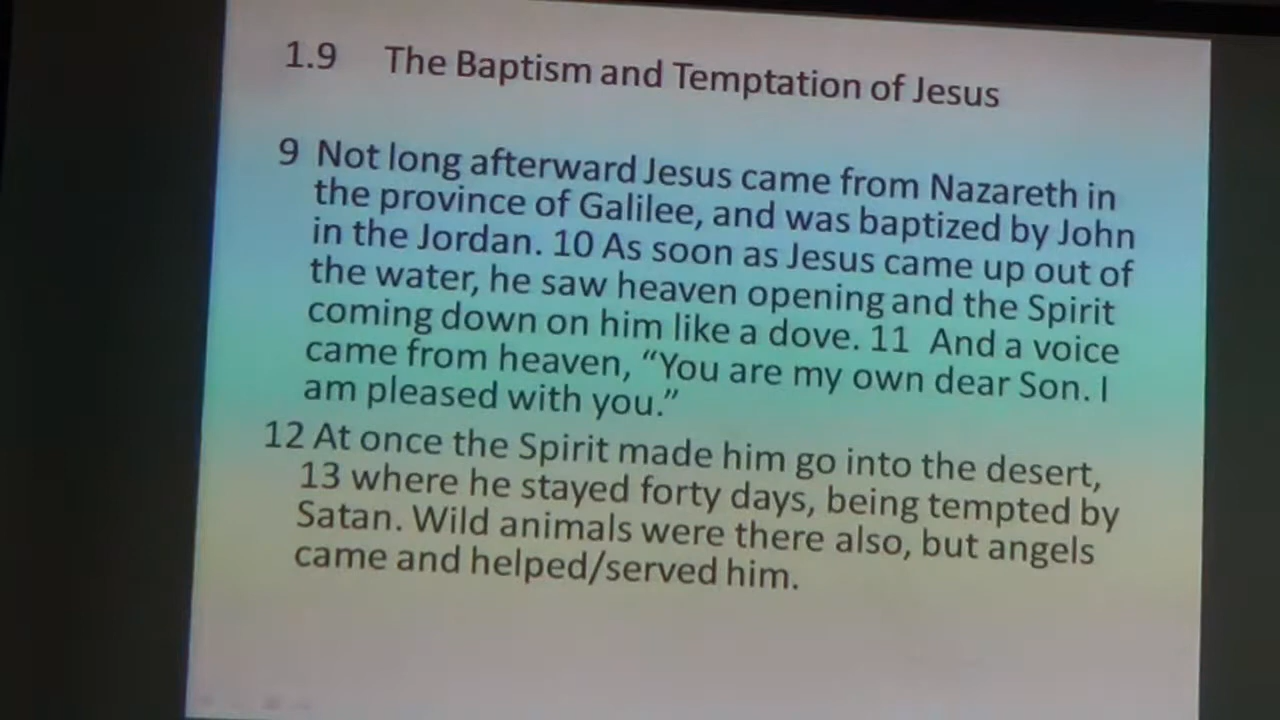 1.9 The Baptism and Temptation of Jesus
9 Not long afterward Jesus came from Nazareth in
the province of Galilee, and was baptized by John
in the Jordan. 10 As soon as Jesus came up out of
the water, he saw heaven opening and the Spirit
coming down on him like a dove. 11 And a voice
came from heaven, “You are my own dear Son. I
am pleased with you.”
12 At once the Spirit made him go into the desert,
13 where he stayed forty days, being tempted by
Satan. Wild animals were there also, but angels
came and helped/served him.